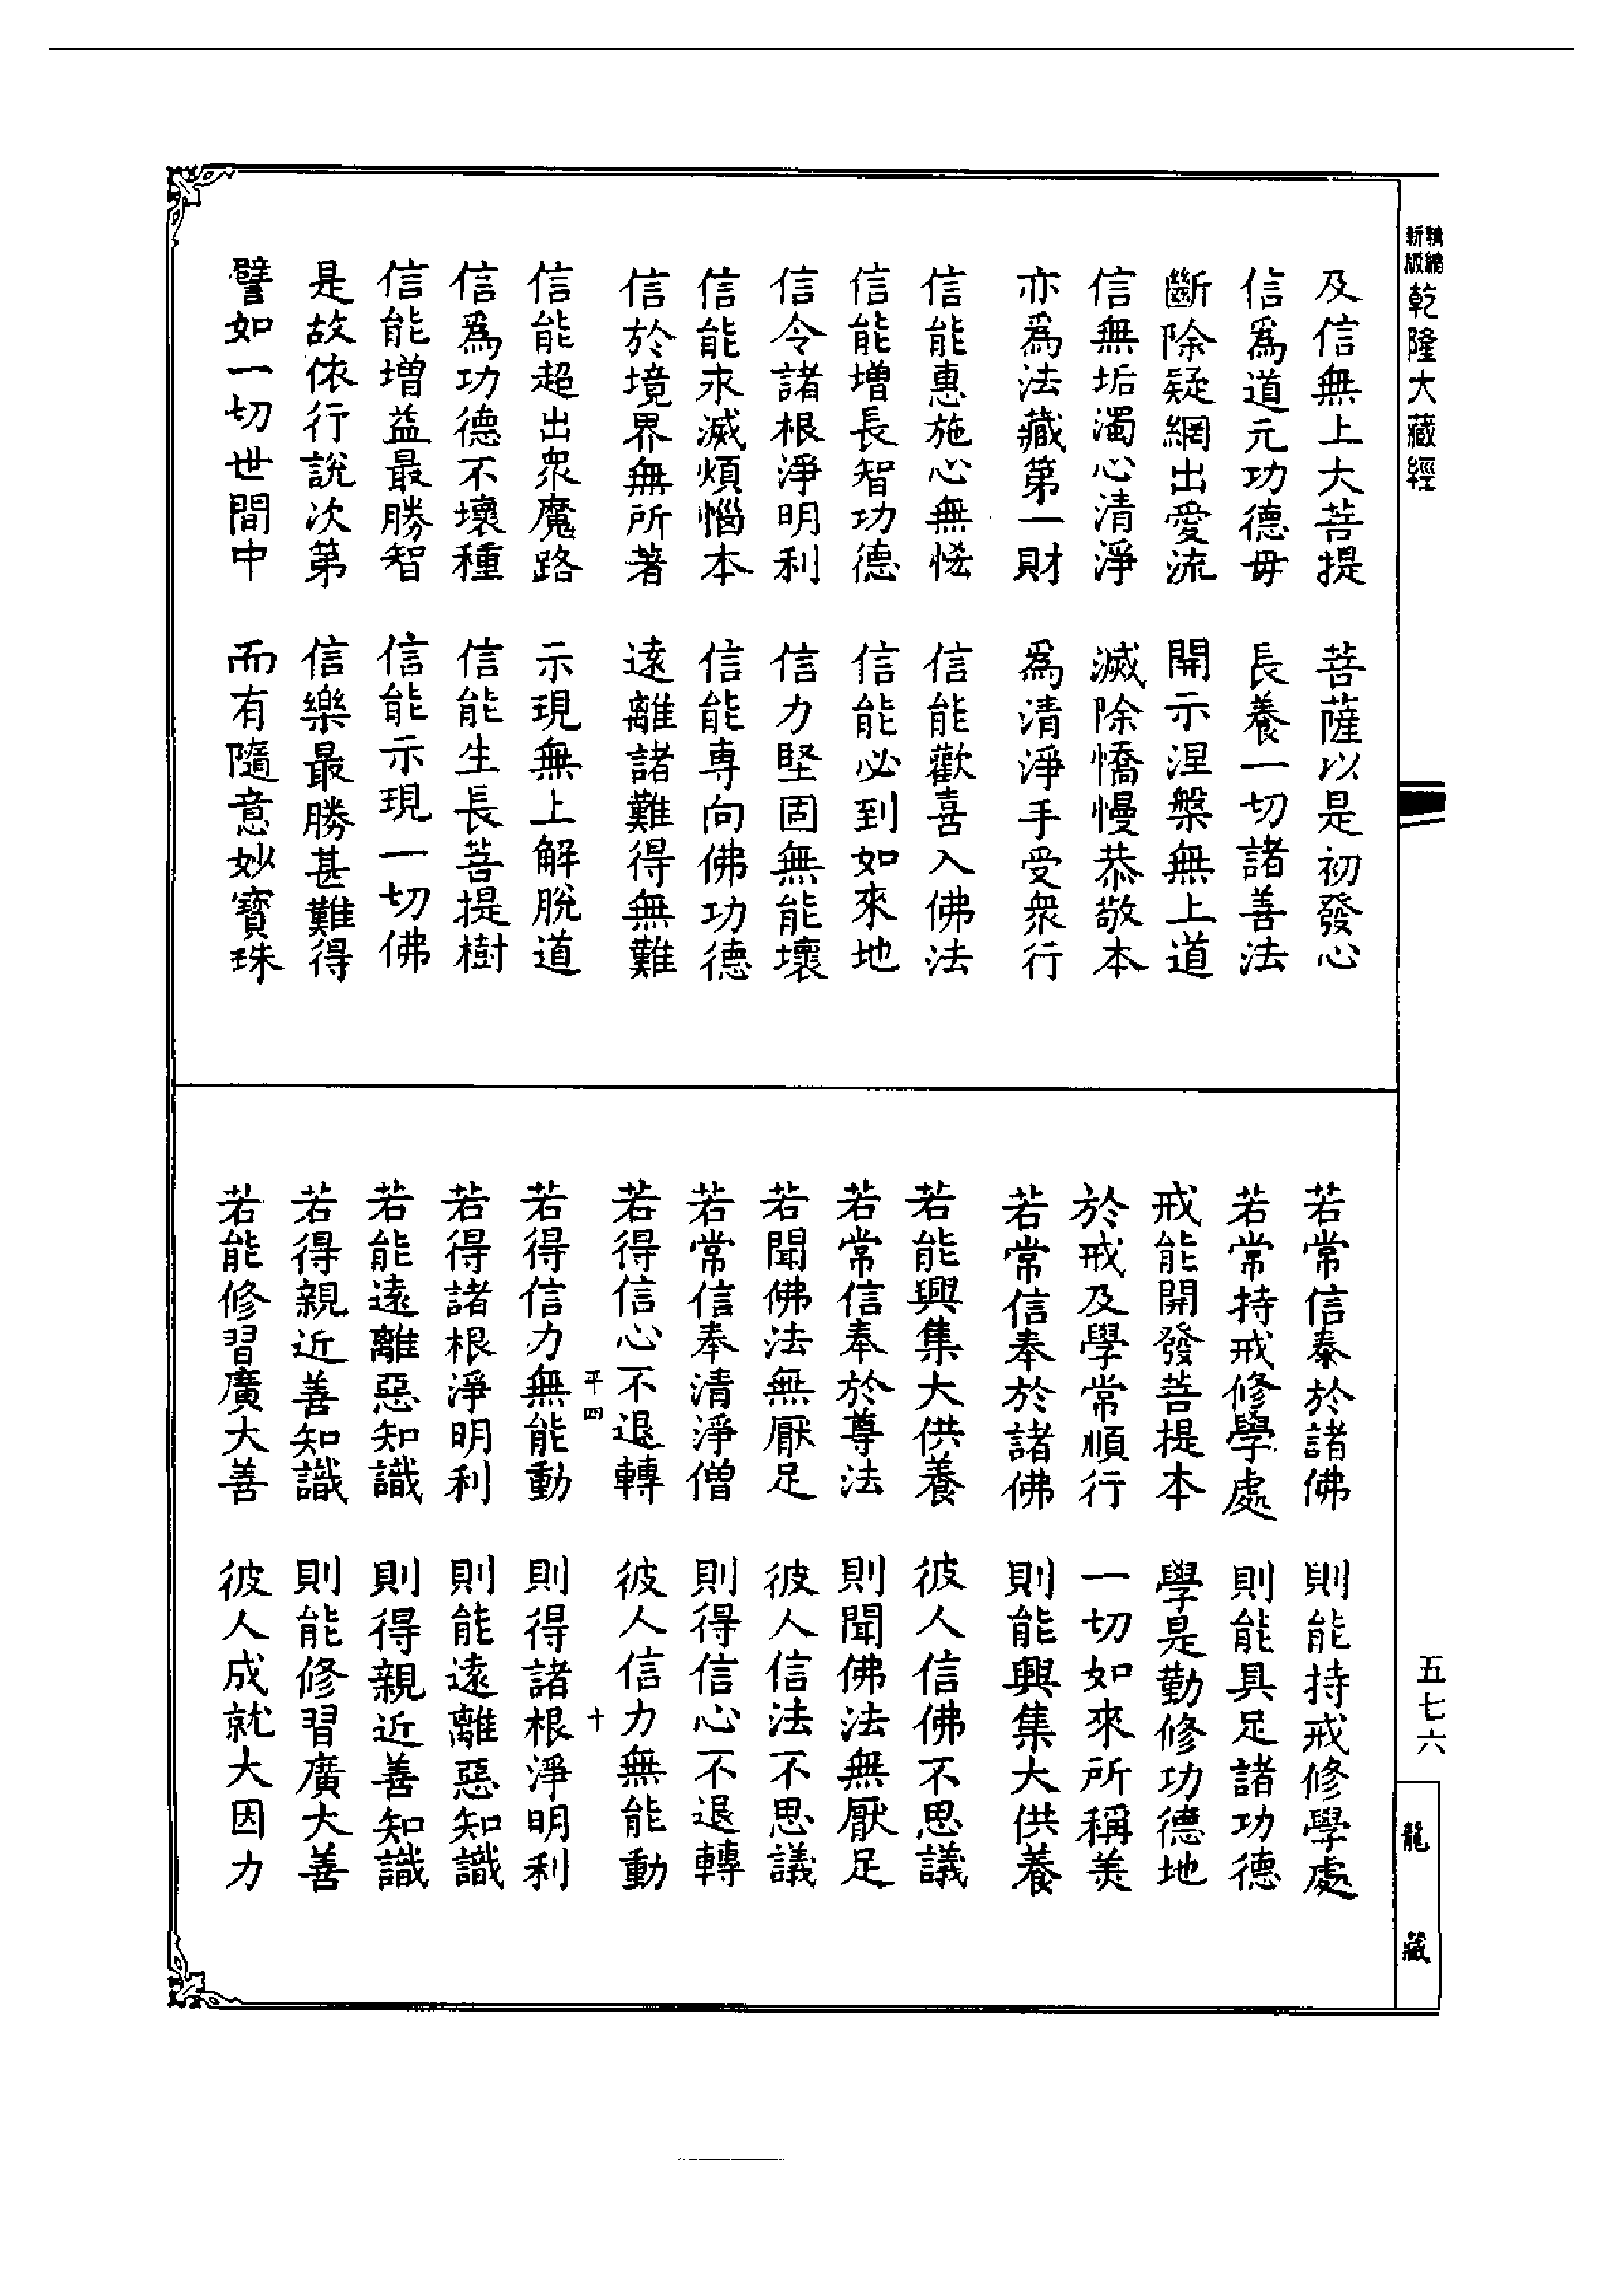 新版 輯縮 乾隆大藏經
及信無上大菩提 菩薩以是初發心
信爲道元功德毋 長養一切諸善法
斷除疑網出愛流 開示涅槃無上道
信無垢濁心清淨 滅除憍慢恭敬本
亦爲法藏第一財 爲清淨手受衆行
信能惠施心無恡 信能歡喜入佛法
信能增長智功德 信能必到如來地
信令諸根淨明利 信力堅固無能壞
信能永滅煩惱本 信能専向佛功德
信於境界無所著 遠離諸難得無難
信能超出衆魔路 示現無上解脫道
信爲功德不壞種 信能生長菩提樹
信能增益最勝智 信能示現一切佛
是故依行說次第 信樂最勝甚難得
譬如一切世間中 而有隨意妙寶珠
若常信奉於諸佛 則能持戒修學處
若常持戒修學處 則能具足諸功德
戒能開發菩提本 學是勤修功德地
於戒及學常順行 一切如來所稱美
若常信奉於諸佛 則能興集大供養
若能興集大供養 彼人信佛不思議
若常信奉於尊法 則聞佛法無厭足
若聞佛法無厭足 彼人信法不思議
若常信奉清淨僧 則得信心不退轉
若得信心不退轉 彼人信力無能動
平四 十
若得信力無能動 則得諸根淨明利
若得諸根淨明利 則能遠離惡知識
若能遠離惡知識 則得親近善知識
若得親近善知識 則能修習廣大善
若能修習廣大善 彼人成就大因力
五七六
龍藏